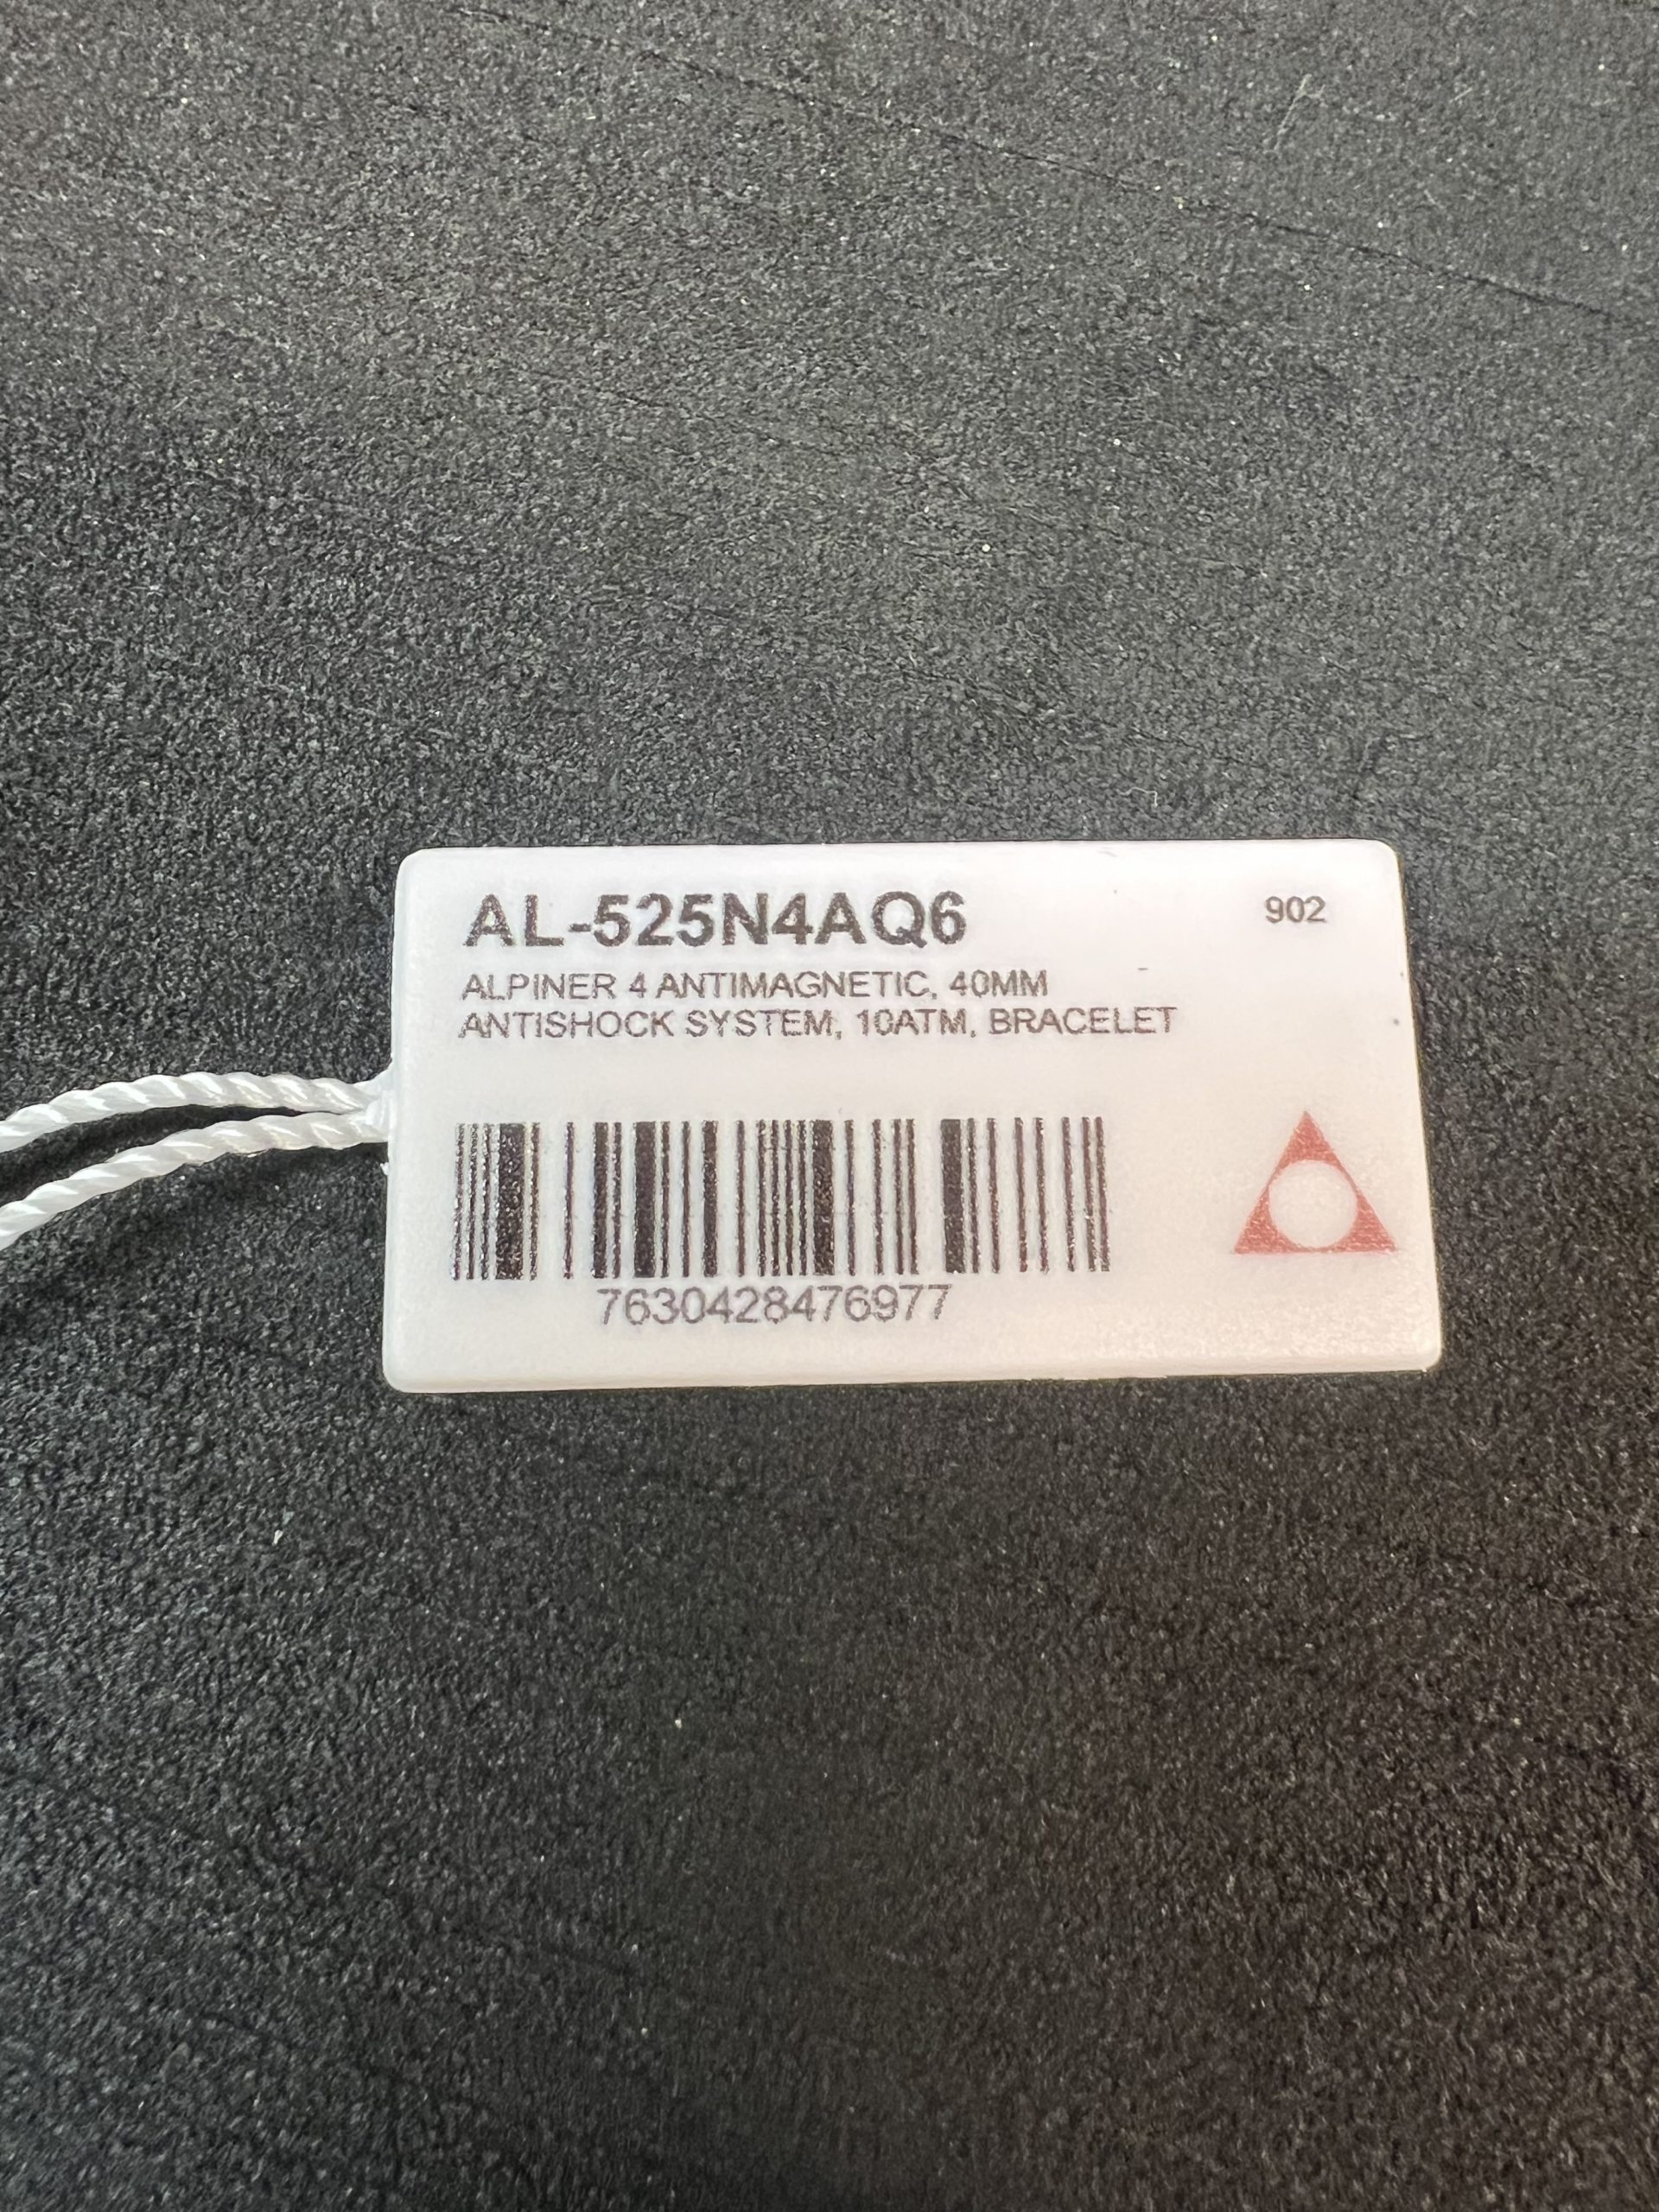 AL-525N4AQ6
902
ALPINER 4 ANTIMAGNETIC, 40MM
ANTISHOCK SYSTEM, 10ATM, BRACELET
7630428476977